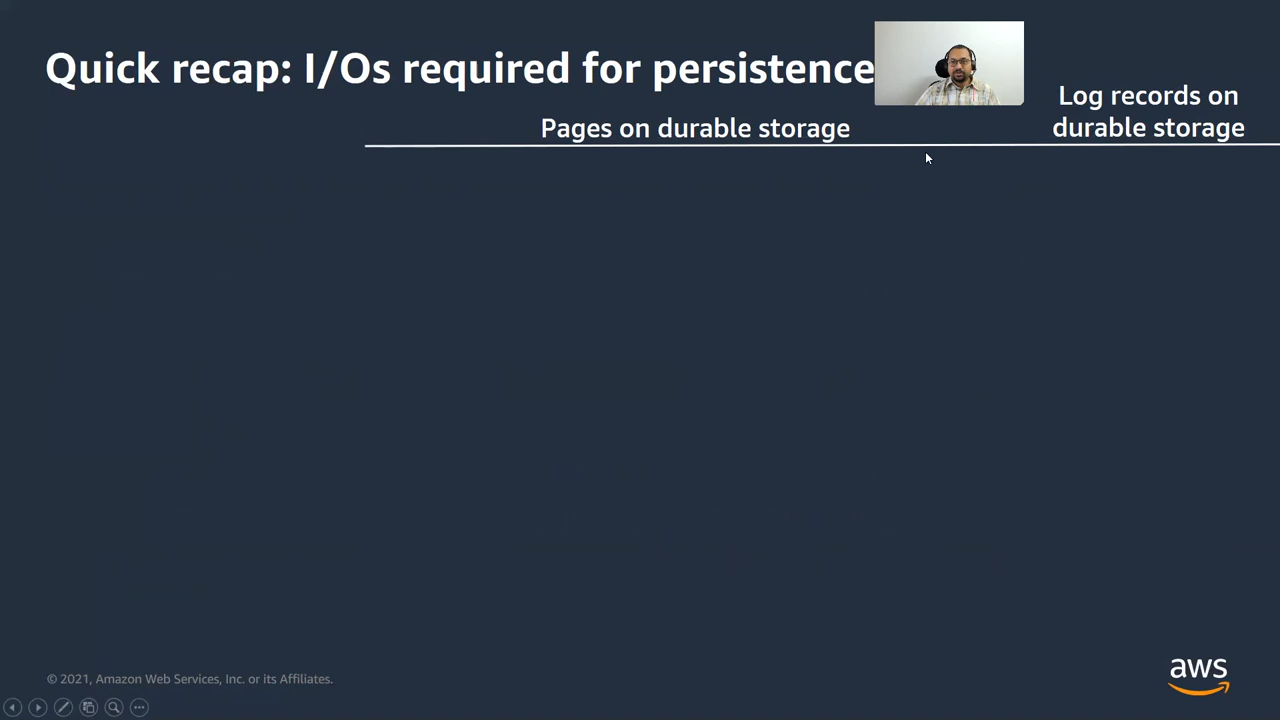 Quick recap: I/Os required for persistence
Pages on durable storage
Log records on
durable storage
© 2021, Amazon Web Services, Inc. or its Affiliates.
aws